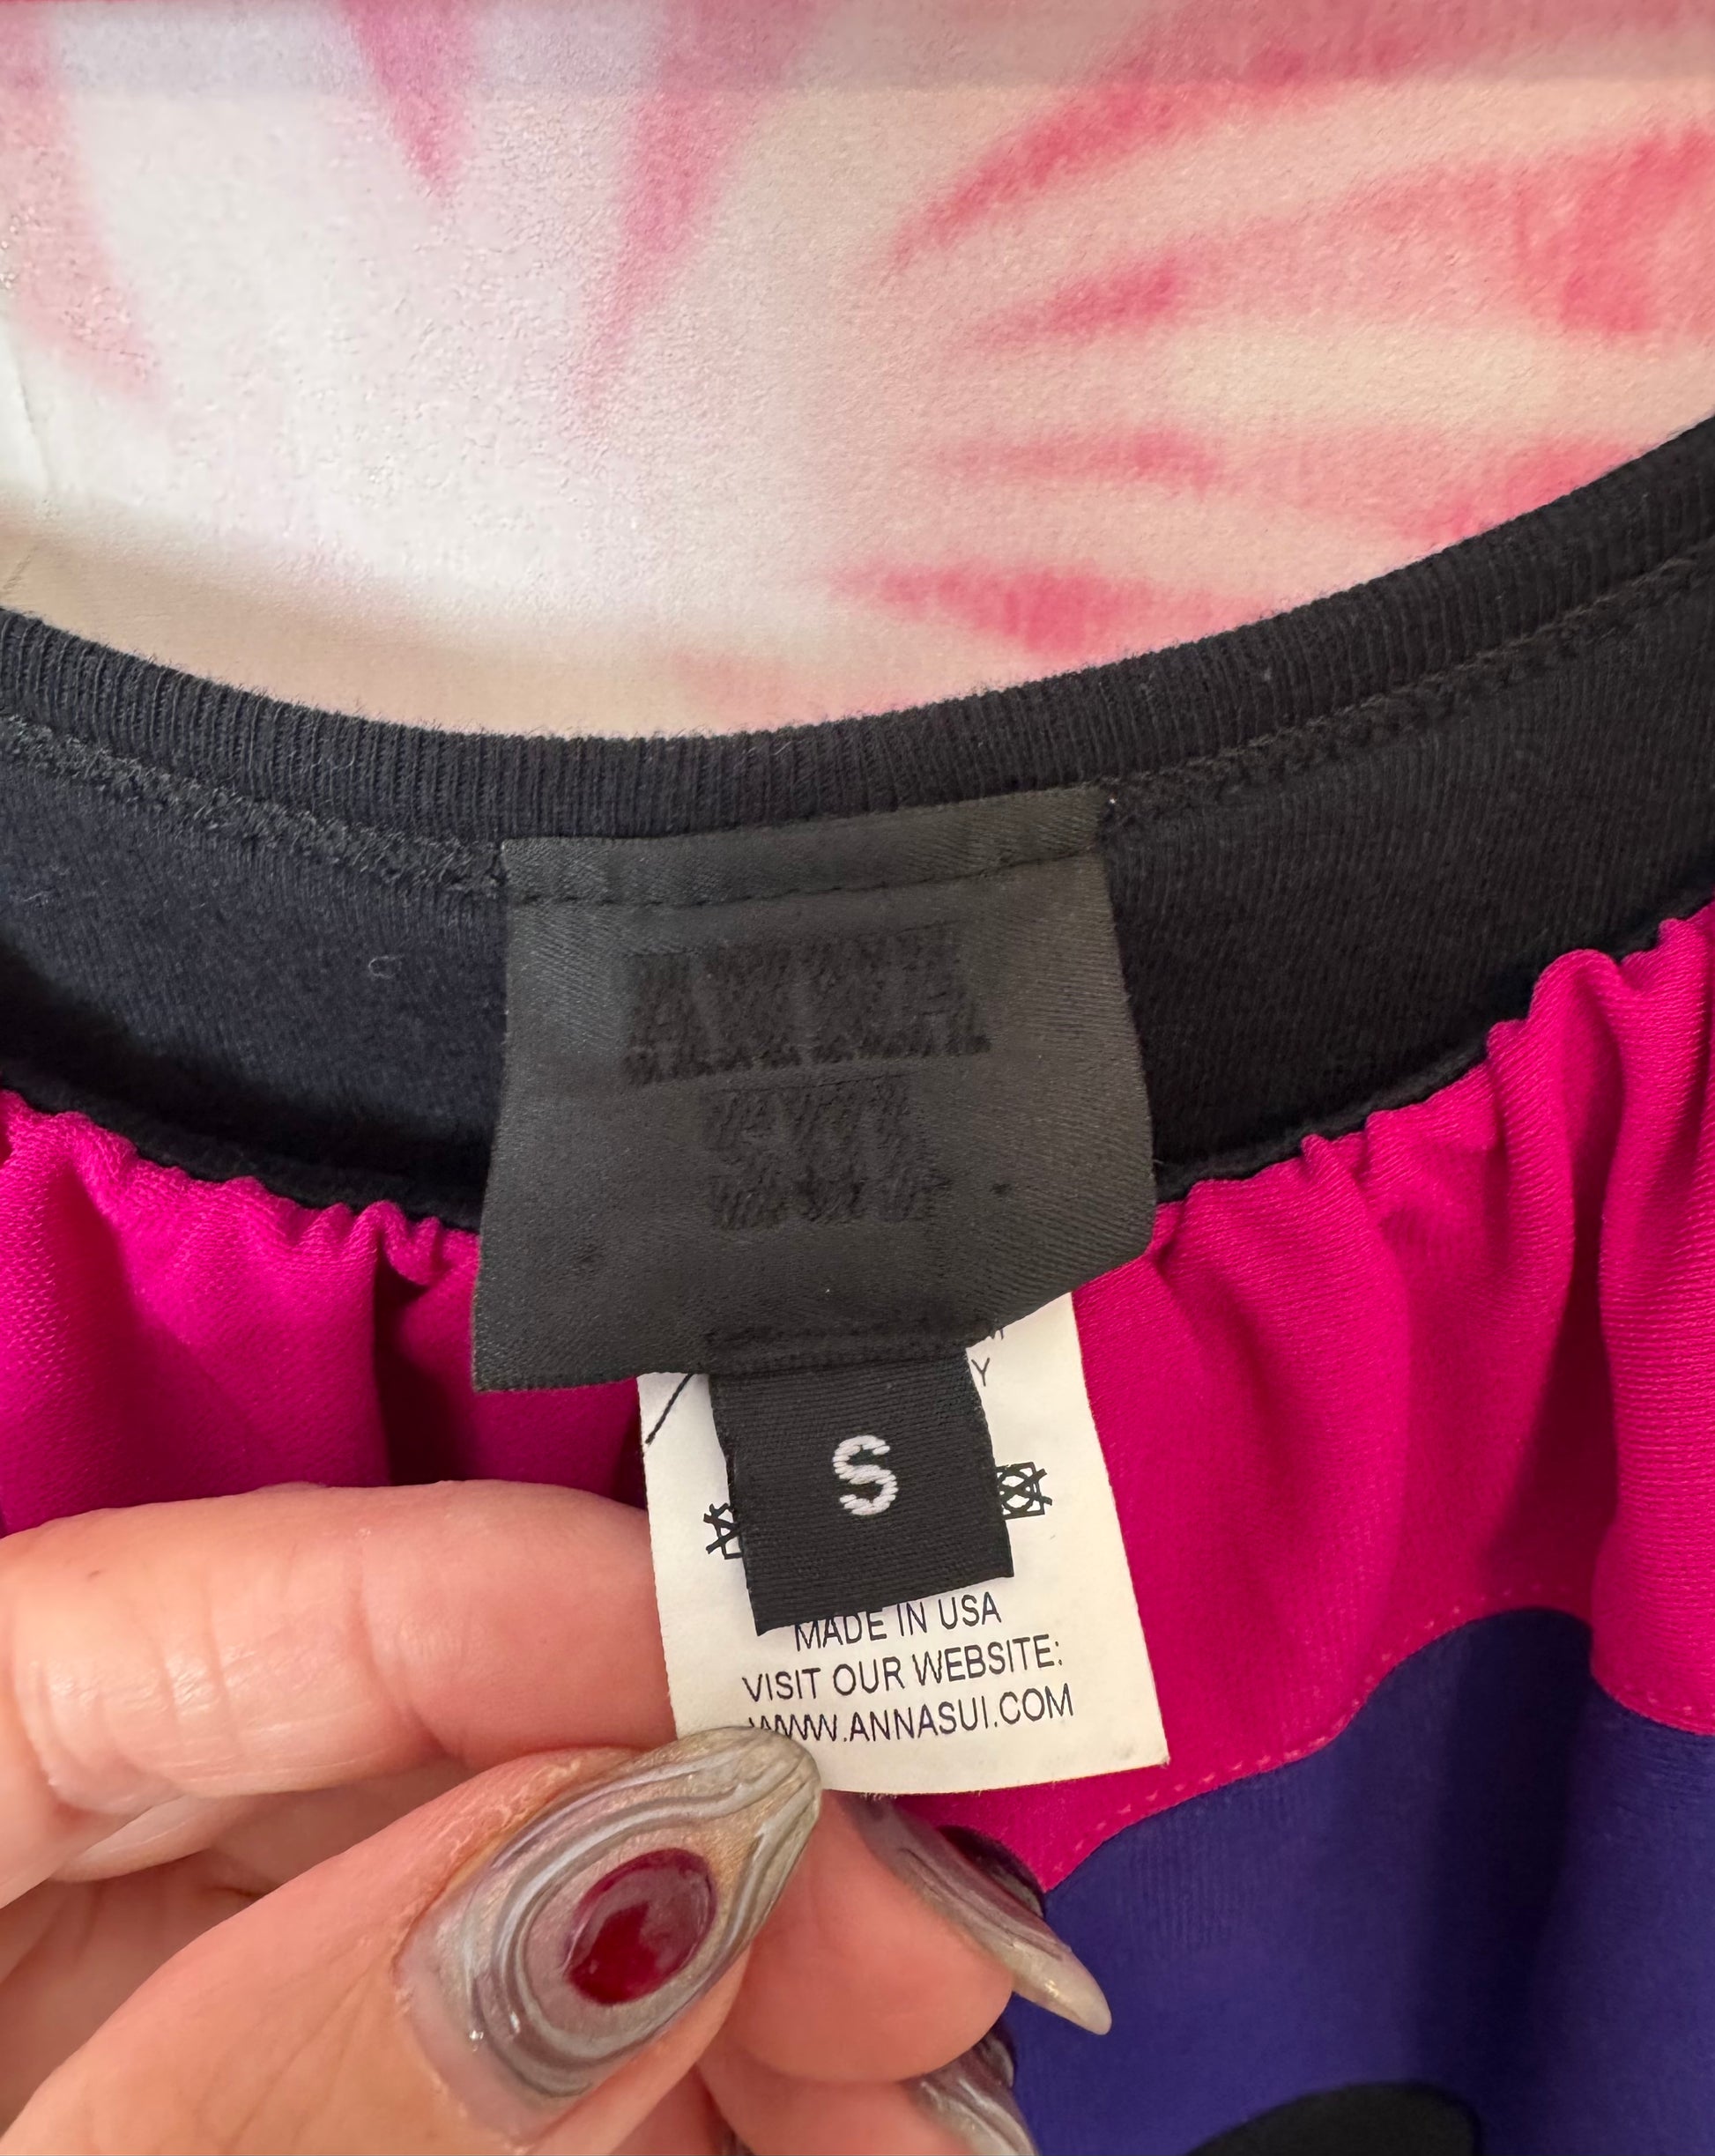 ANNA
SUI
Y
S
MADE IN USA
VISIT OUR WEBSITE:
WWW.ANNASUI.COM